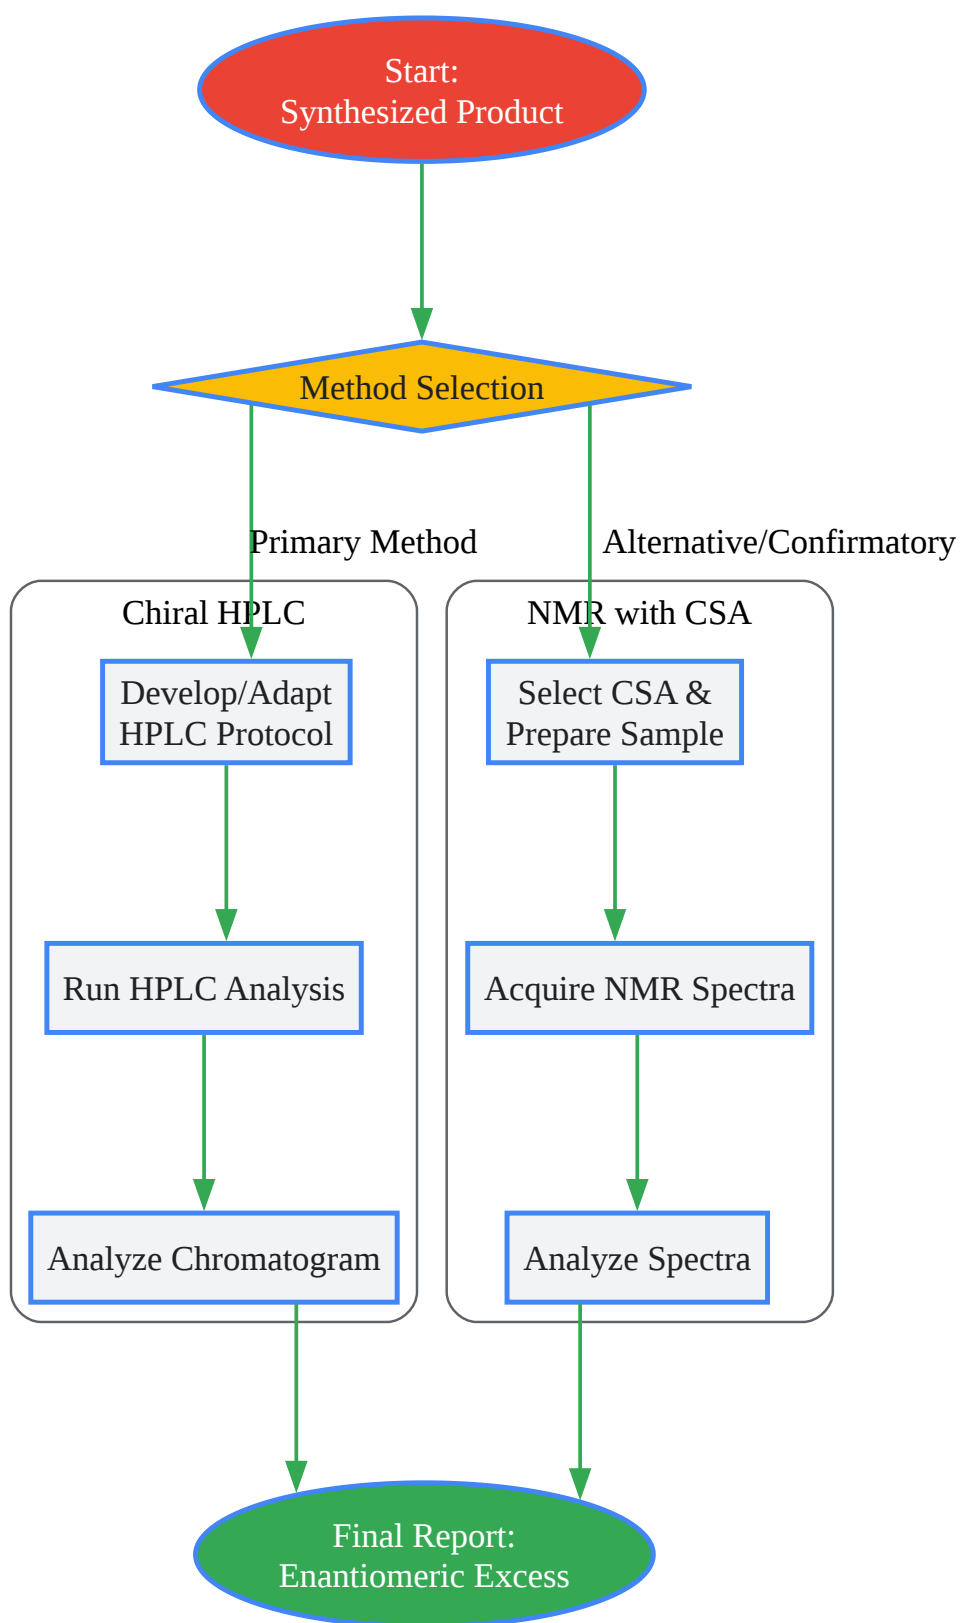 Start:
Synthesized Product
Method Selection
Primary Method
Alternative/Confirmatory
Chiral HPLC
NMR with CSA
Develop/Adapt
HPLC Protocol
Select CSA &
Prepare Sample
Run HPLC Analysis
Acquire NMR Spectra
Analyze Chromatogram
Analyze Spectra
Final Report:
Enantiomeric Excess